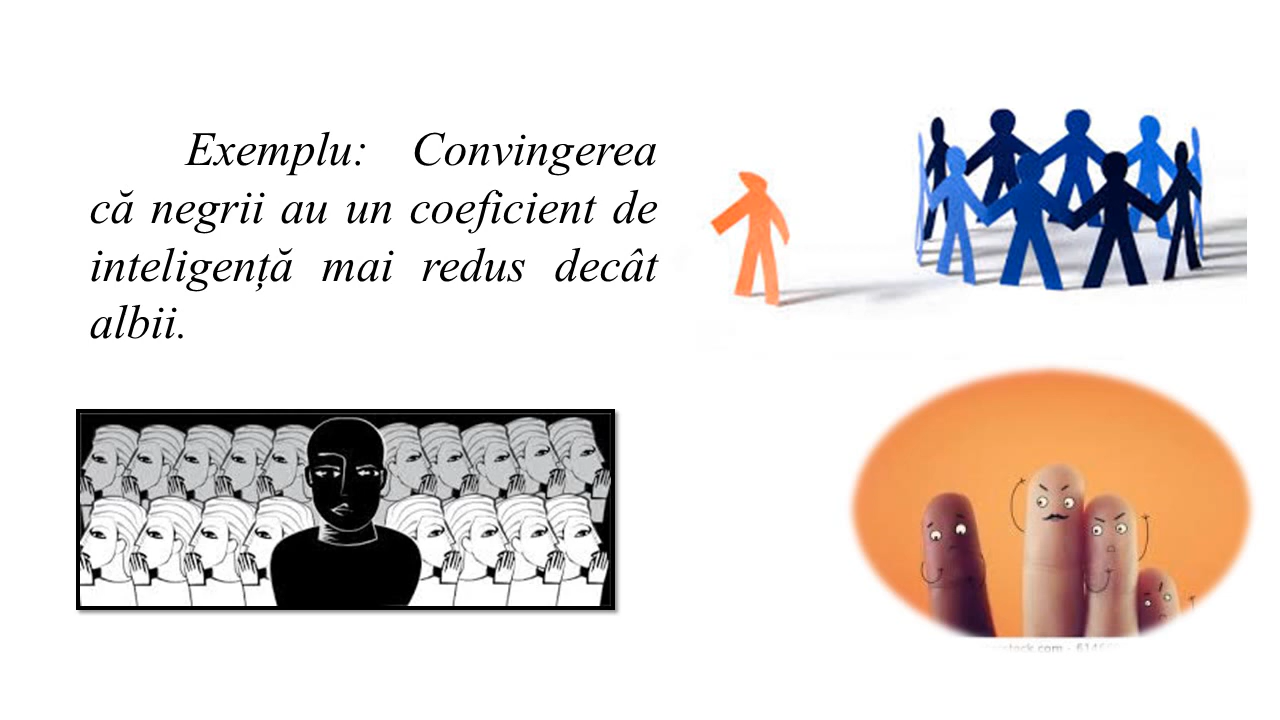 Exemplu: Convingerea
că negrii au un coeficient de
inteligență mai redus decât
albii.